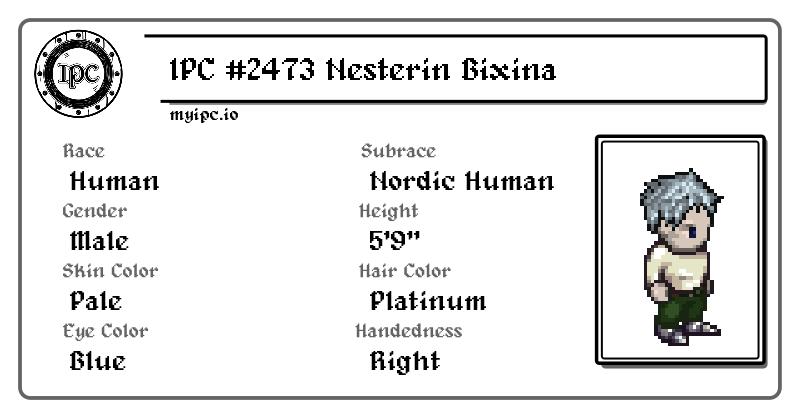 IPC
IPC #2473 Nesterin Bixina
myipc.io
Race
Subrace
Human
Nordic Human
Gender
Height
Male
5'9"
Skin Color
Hair Color
Pale
Platinum
Eye Color
Handedness
Blue
Right